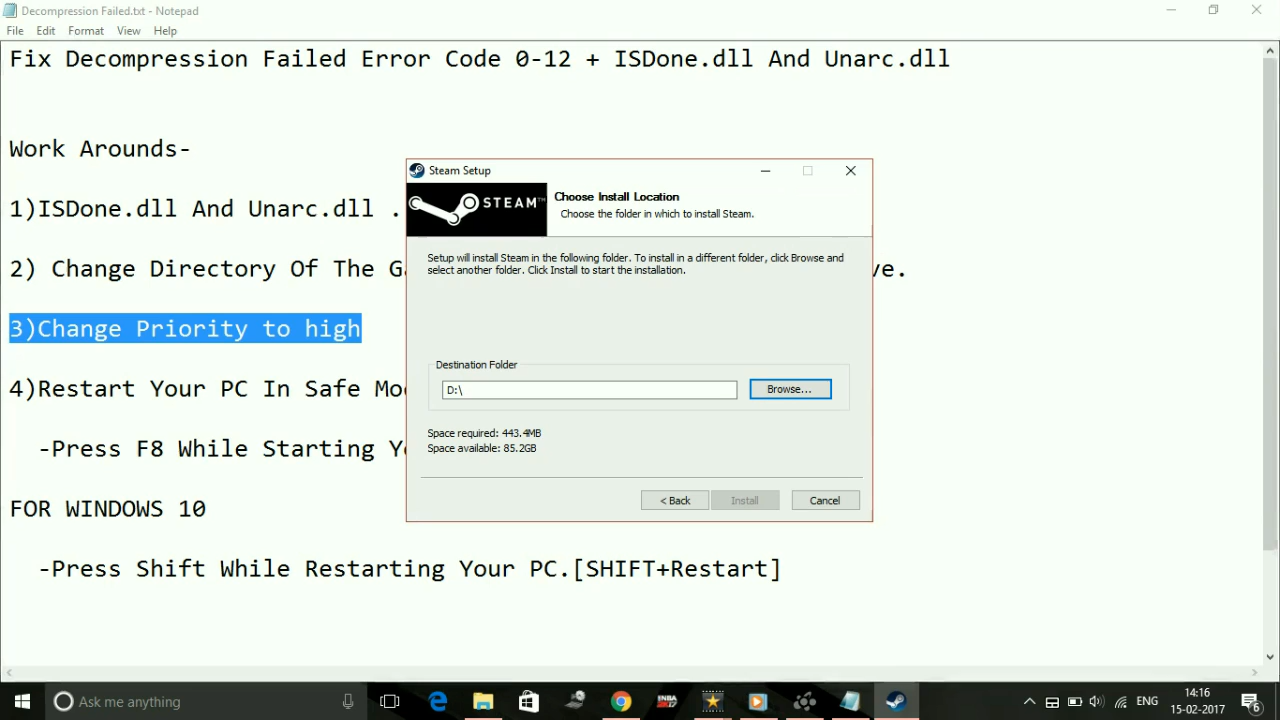 Decompression Failed.txt - Notepad
File Edit Format View Help
Fix Decompression Failed Error Code 0-12 + ISDone.dll And Unarc.dll
Work Arounds-
1)ISDone.dll And Unarc.dll .
2) Change Directory Of The Ga
ve.
3)Change Priority to high
4)Restart Your PC In Safe Mod
-Press F8 While Starting Yo
FOR WINDOWS 10
-Press Shift While Restarting Your PC.[SHIFT+Restart]
Steam Setup
STEAM™
Choose Install Location
Choose the folder in which to install Steam.
Setup will install Steam in the following folder. To install in a different folder, click Browse and
select another folder. Click Install to start the installation.
Destination Folder
D:\
Browse...
Space required: 443.4MB
Space available: 85.2GB
< Back
Install
Cancel
Ask me anything
ENG
14:16
15-02-2017
6